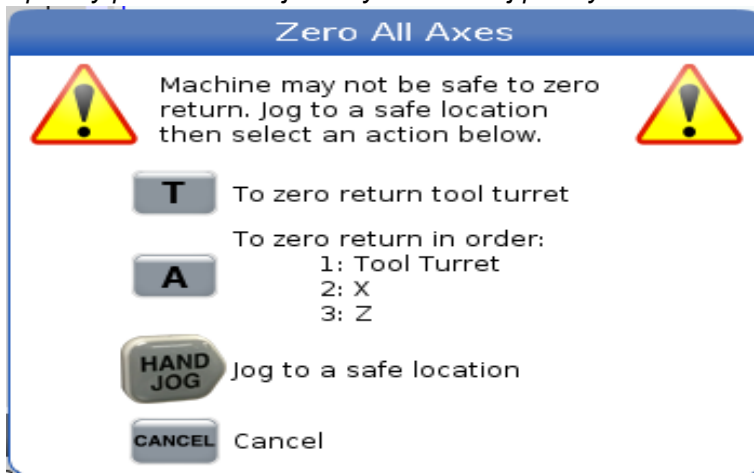 Zero All Axes
Machine may not be safe to zero
return. Jog to a safe location
then select an action below.
T To zero return tool turret
To zero return in order:
A 1: Tool Turret
2: X
3: Z
HAND JOG Jog to a safe location
CANCEL Cancel